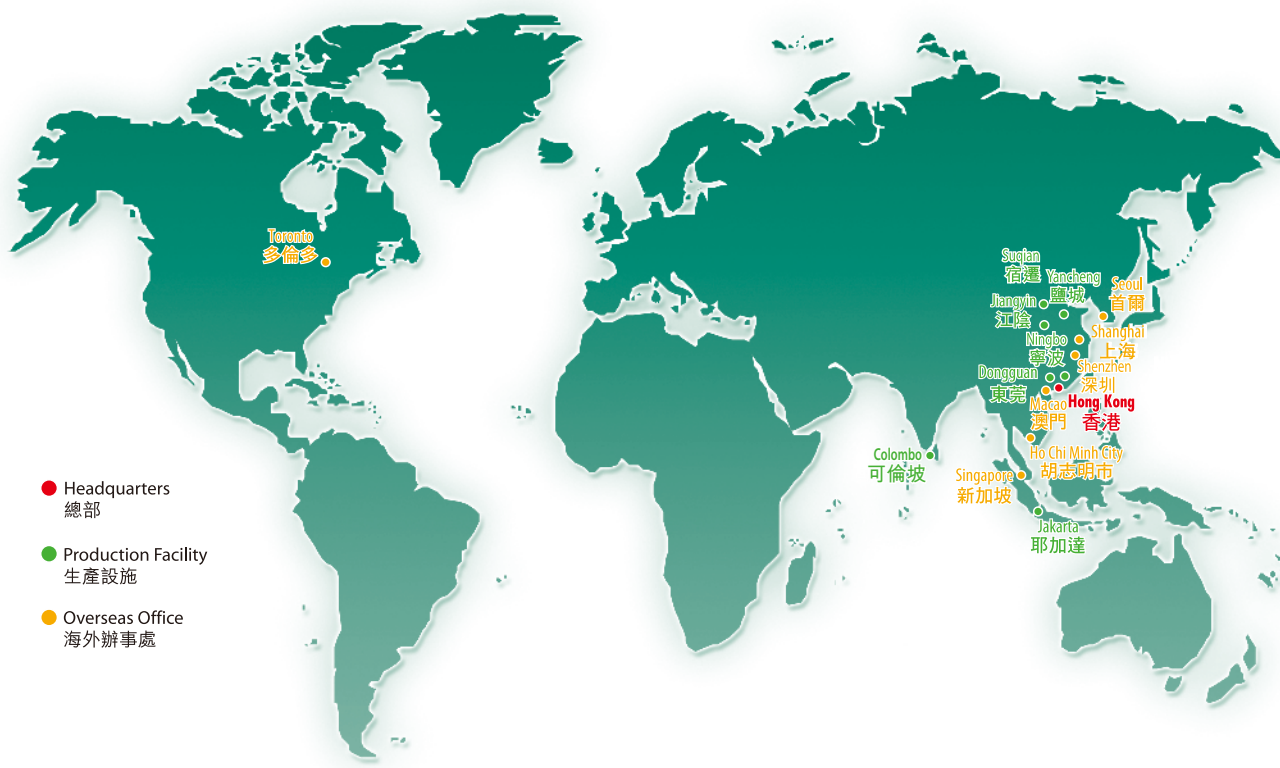 Toronto
多倫多
Suqian
宿遷
Yancheng
鹽城
Seoul
首爾
Jiangyin
江陰
Shanghai
上海
Ningbo
寧波
Shenzhen
深圳
Dongguan
東莞
Macao
澳門
Hong Kong
香港
Colombo
可倫坡
Ho Chi Minh City
胡志明市
Singapore
新加坡
Jakarta
耶加達
Headquarters
總部
Production Facility
生產設施
Overseas Office
海外辦事處